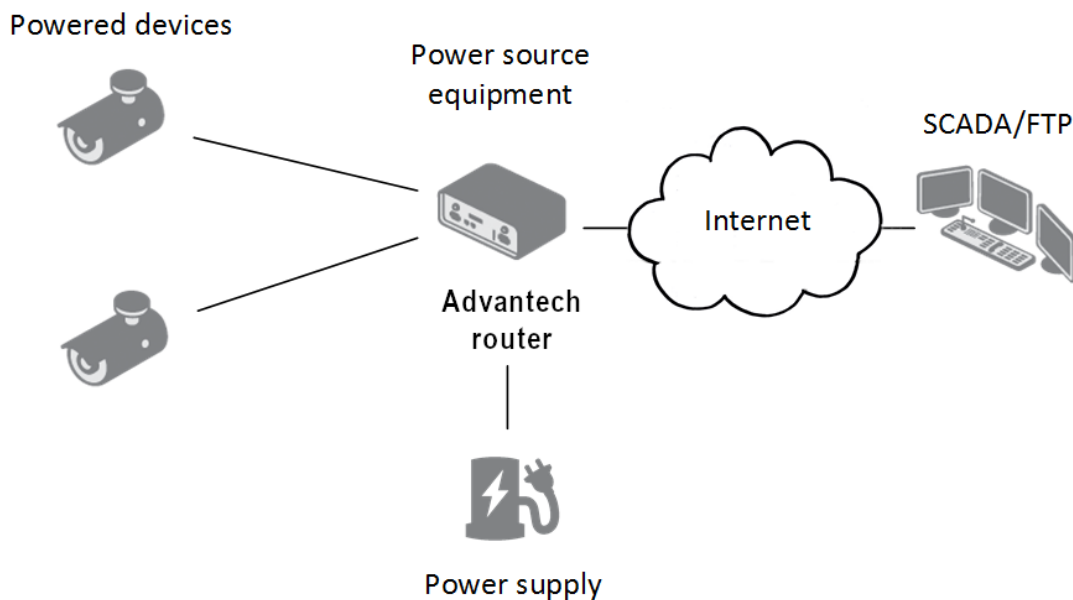 Powered devices
Power source
equipment
SCADA/FTP
Internet
Advantech
router
Power supply